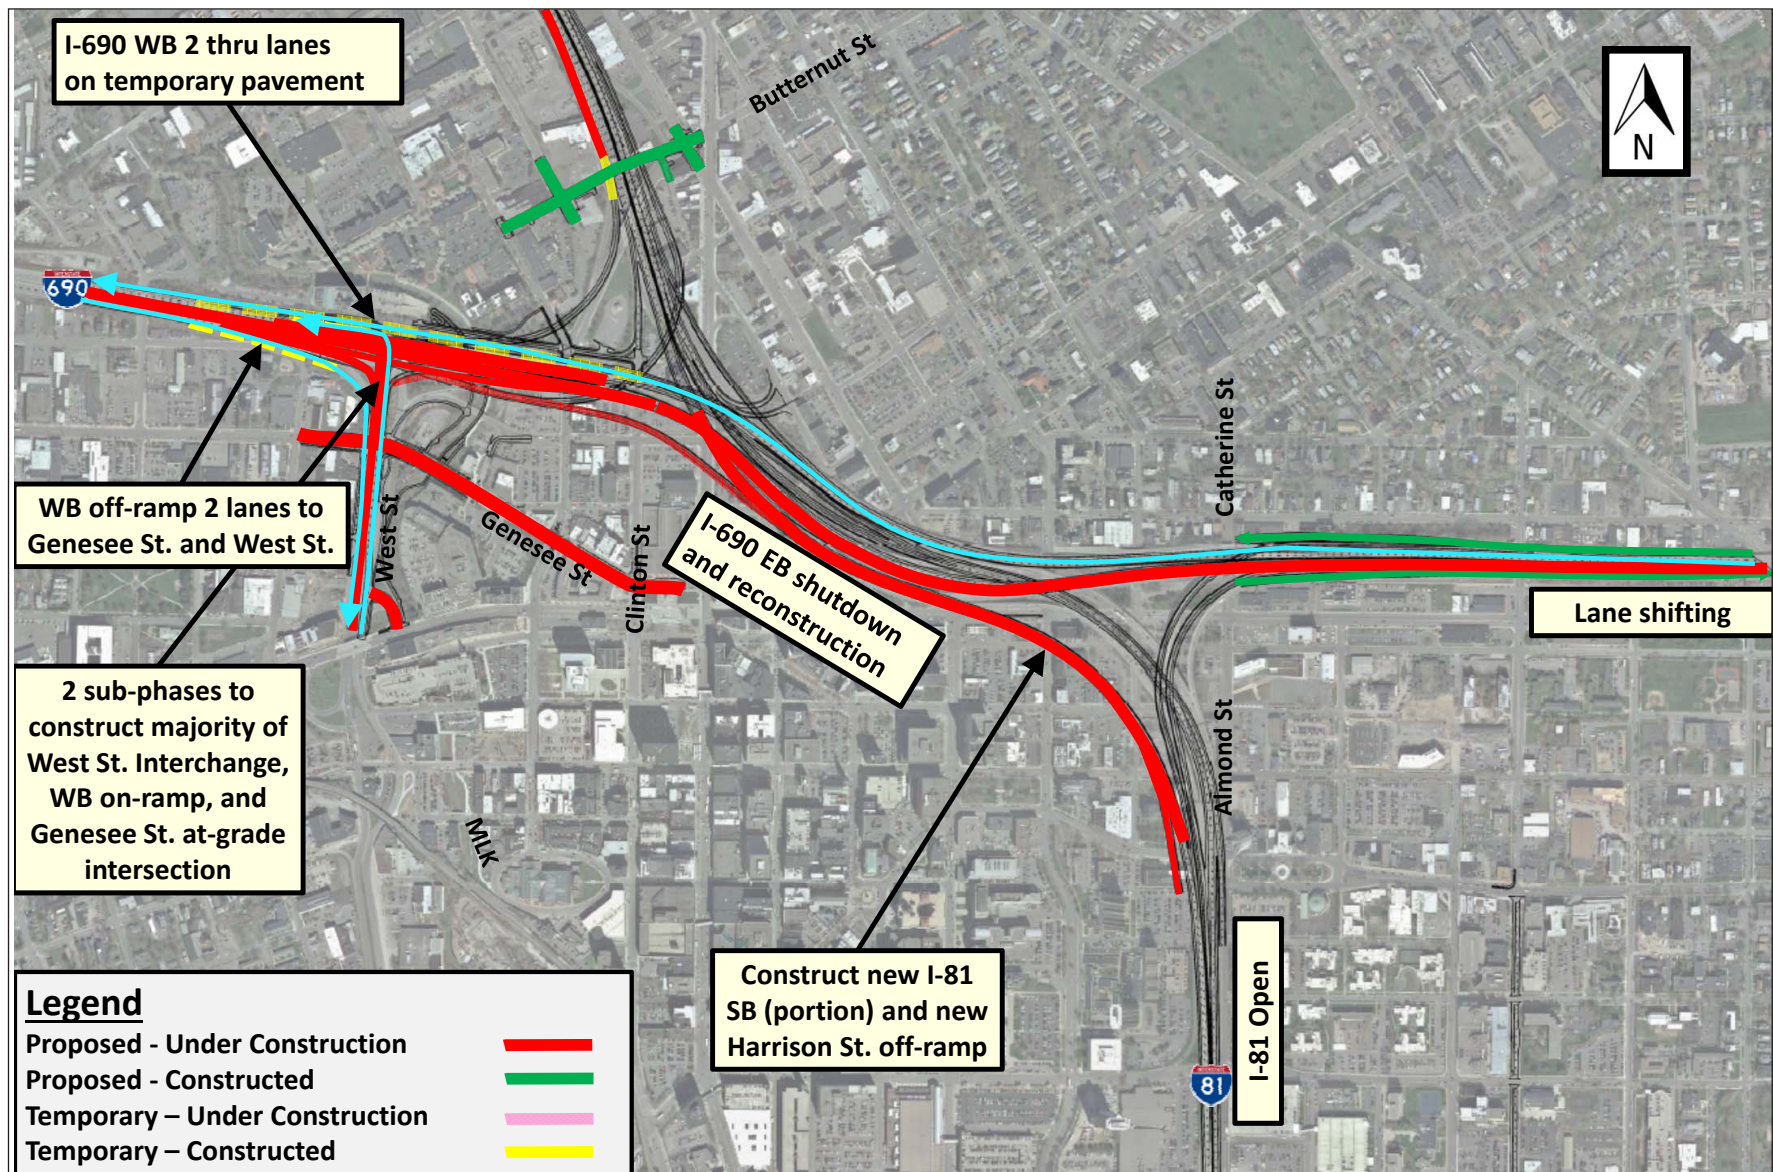 I-690 WB 2 thru lanes
on temporary pavement
Butternut St
N
INTERSTATE
690
Catherine St
WB off-ramp 2 lanes to
Genesee St. and West St.
West St
Genesee St
Clinton St
I-690 EB shutdown
and reconstruction
Lane shifting
2 sub-phases to
construct majority of
West St. Interchange,
WB on-ramp, and
Genesee St. at-grade
intersection
Almond St
MLK
Construct new I-81
SB (portion) and new
Harrison St. off-ramp
I-81 Open
INTERSTATE
81
Legend
Proposed - Under Construction
Proposed - Constructed
Temporary – Under Construction
Temporary – Constructed